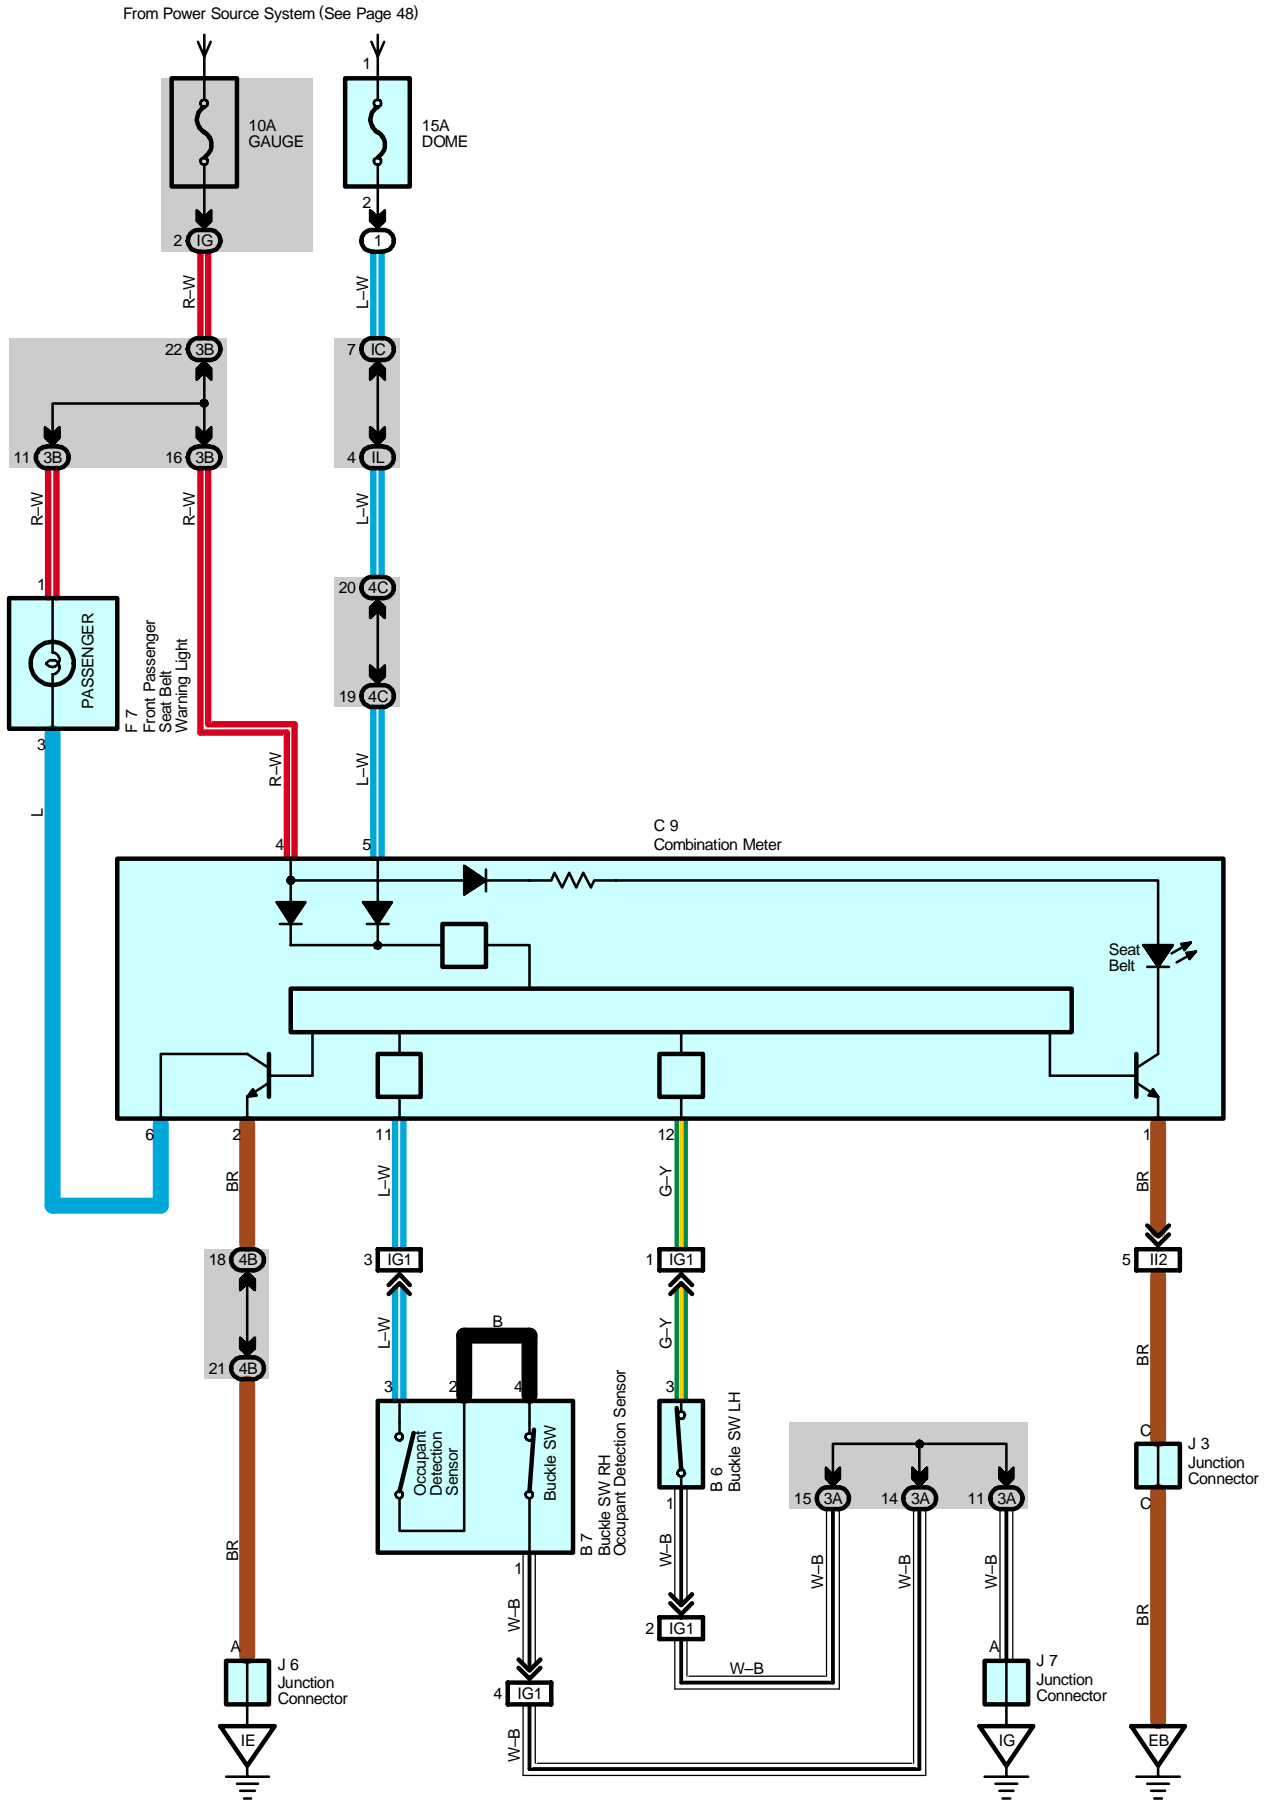 From Power Source System (See Page 48)
1
10A
GAUGE
15A
DOME
2
2 IG
1
R–W
L–W
22 3B
7 IC
11 3B
16 3B
4 IL
R–W
R–W
L–W
20 4C
1
PASSENGER
F 7
Front Passenger
Seat Belt
Warning Light
19 4C
3
R–W
L–W
L
C 9
Combination Meter
4
5
Seat
Belt
6
2
11
12
1
BR
L–W
G–Y
BR
18 4B
3 IG1
1 IG1
5 II2
L–W
B
G–Y
BR
21 4B
3
2
4
3
Occupant
Detection
Sensor
Buckle SW
B 7
Buckle SW RH
Occupant Detection Sensor
B 6
Buckle SW LH
C
J 3
Junction
Connector
C
15 3A
14 3A
11 3A
1
1
BR
W–B
W–B
W–B
W–B
W–B
BR
2 IG1
A
J 6
Junction
Connector
W–B
A
J 7
Junction
Connector
4 IG1
W–B
IE
IG
EB